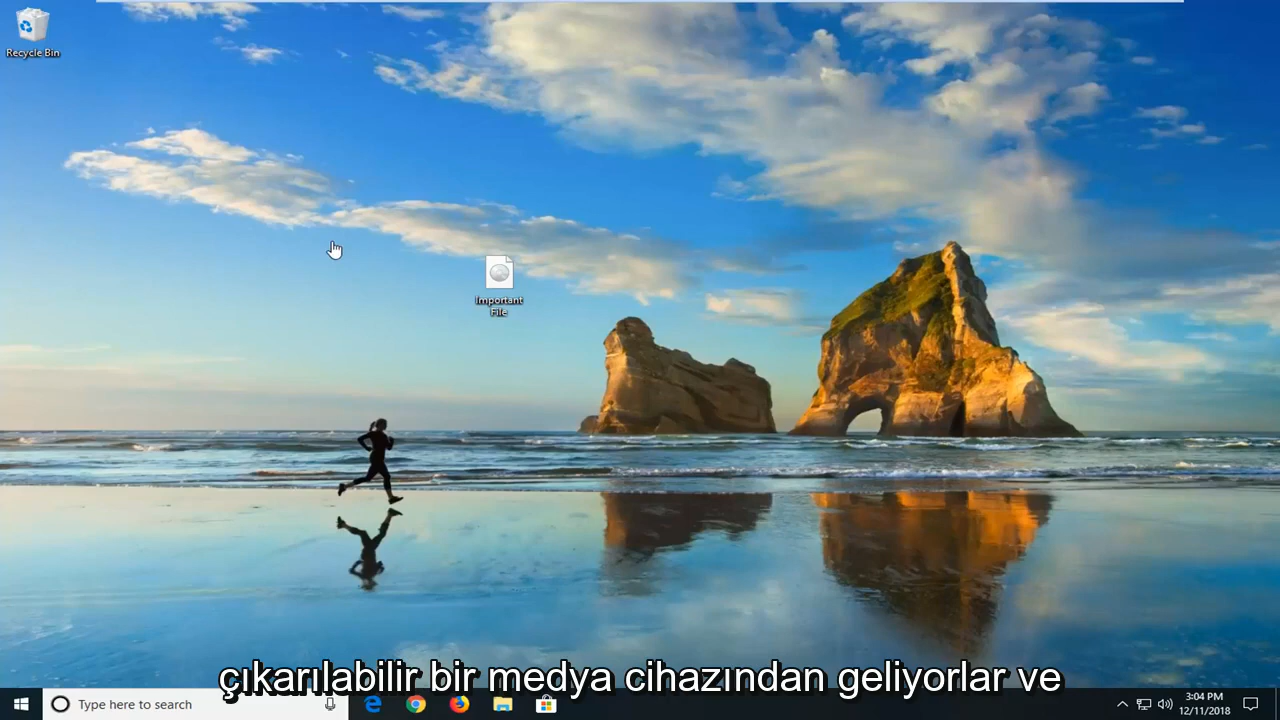 Recycle Bin
Important
File
çıkarılabilir bir medya cihazından geliyorlar ve
Type here to search
3:04 PM
12/11/2018